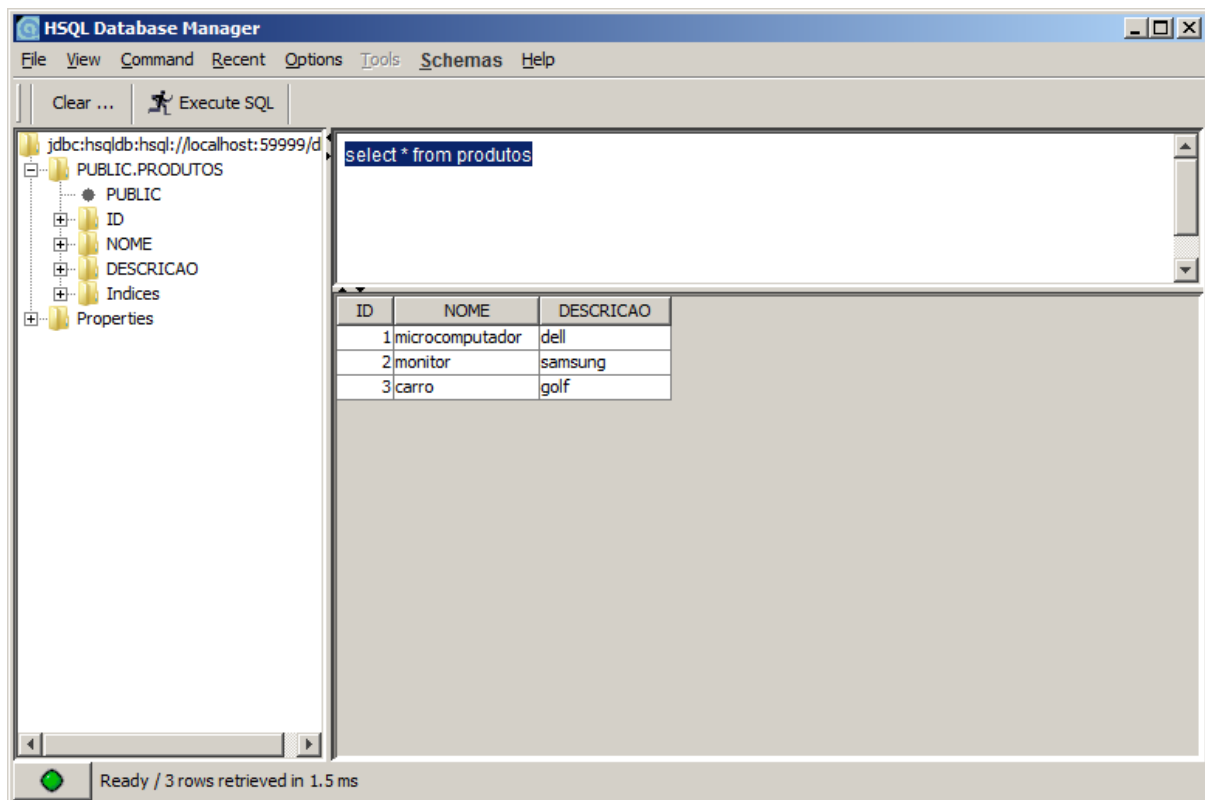 HSQL Database Manager
File View Command Recent Options Tools Schemas Help
Clear ... Execute SQL
jdbc:hsqldb:hsql://localhost:59999/d
PUBLIC.PRODUTOS
PUBLIC
ID
NOME
DESCRICAO
Indices
Properties
select * from produtos
ID NOME DESCRICAO
1 microcomputador dell
2 monitor samsung
3 carro golf
Ready / 3 rows retrieved in 1.5 ms